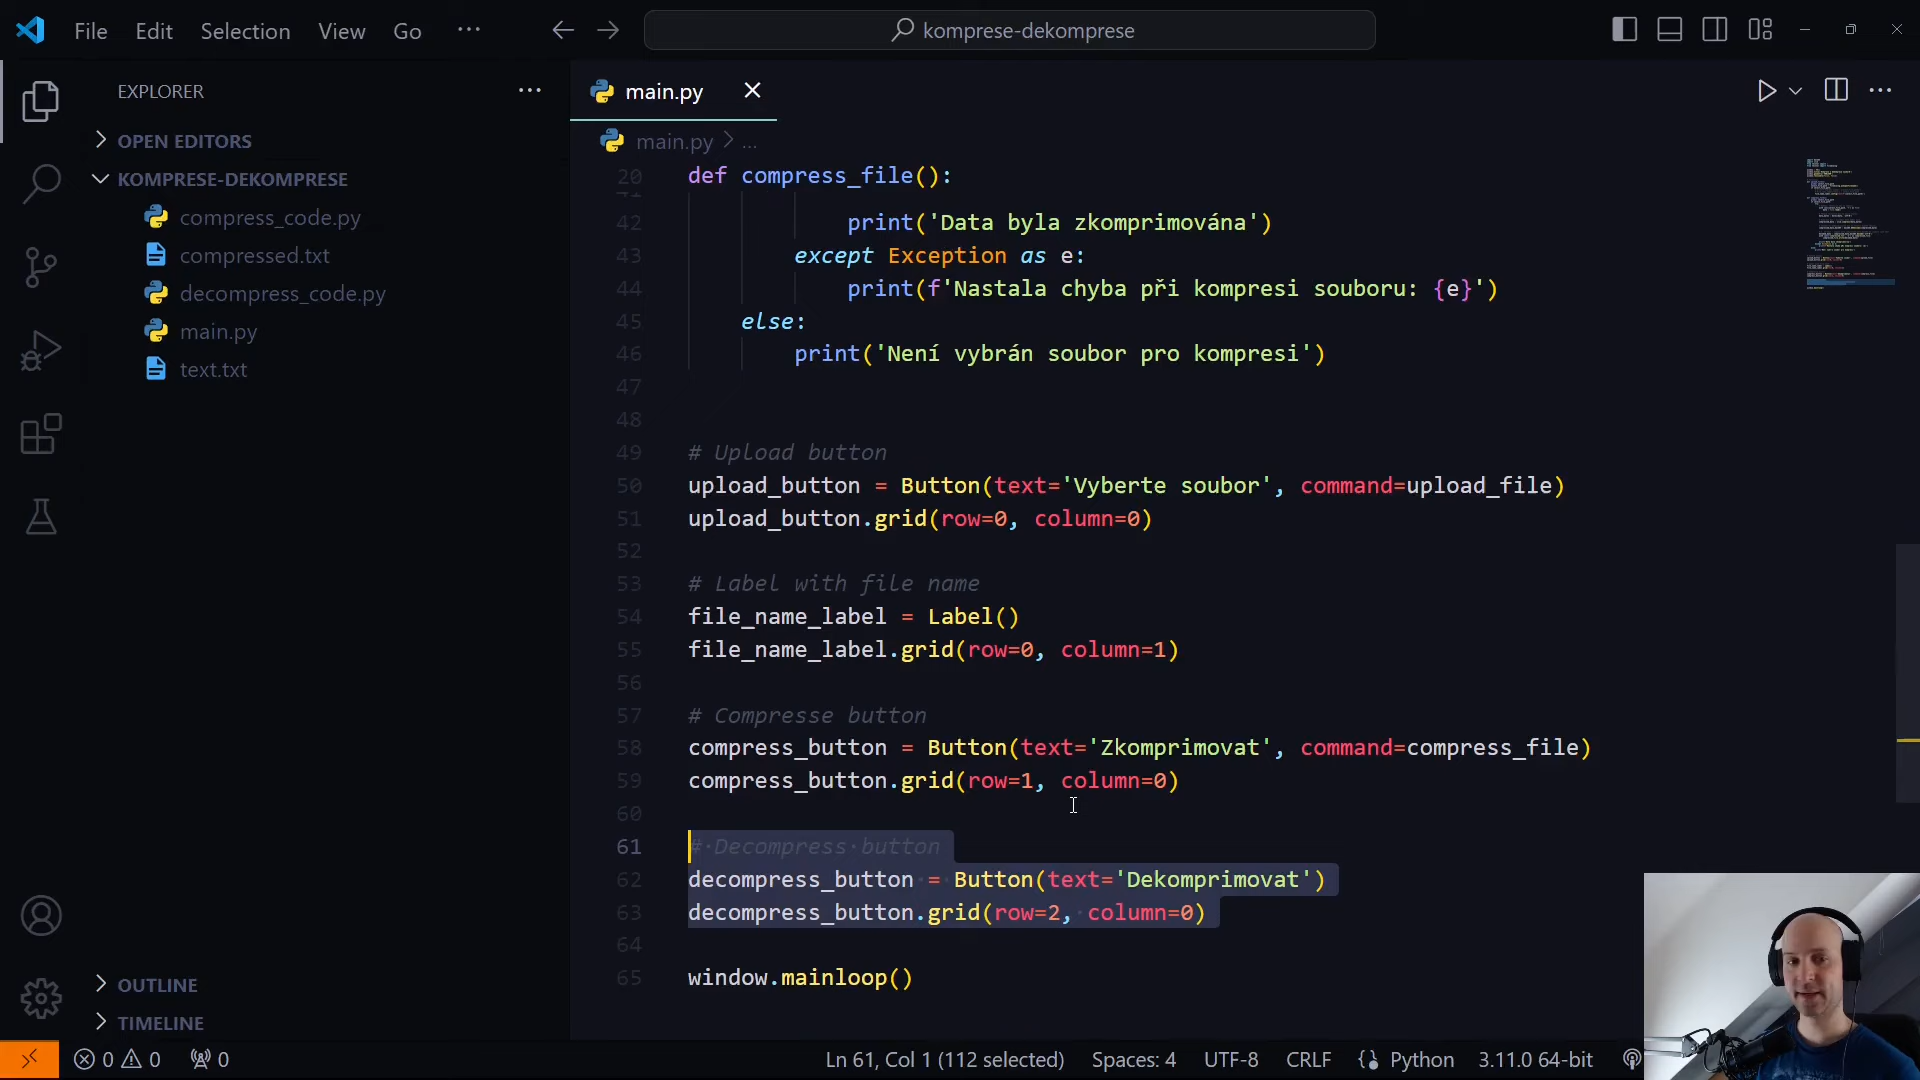 File Edit Selection View Go ··· komprese-dekomprese
EXPLORER ···
OPEN EDITORS
KOMPRESE-DEKOMPRESE
compress_code.py
compressed.txt
decompress_code.py
main.py
text.txt
OUTLINE
TIMELINE
main.py
main.py > ...
20 def compress_file():
42 print('Data byla zkomprimována')
43 except Exception as e:
44 print(f'Nastala chyba při kompresi souboru: {e}')
45 else:
46 print('Není vybrán soubor pro kompresi')
47
48
49 # Upload button
50 upload_button = Button(text='Vyberte soubor', command=upload_file)
51 upload_button.grid(row=0, column=0)
52
53 # Label with file name
54 file_name_label = Label()
55 file_name_label.grid(row=0, column=1)
56
57 # Compresse button
58 compress_button = Button(text='Zkomprimovat', command=compress_file)
59 compress_button.grid(row=1, column=0)
60
61 # Decompress button
62 decompress_button = Button(text='Dekomprimovat')
63 decompress_button.grid(row=2, column=0)
64
65 window.mainloop()
0 0 0 Ln 61, Col 1 (112 selected) Spaces: 4 UTF-8 CRLF Python 3.11.0 64-bit